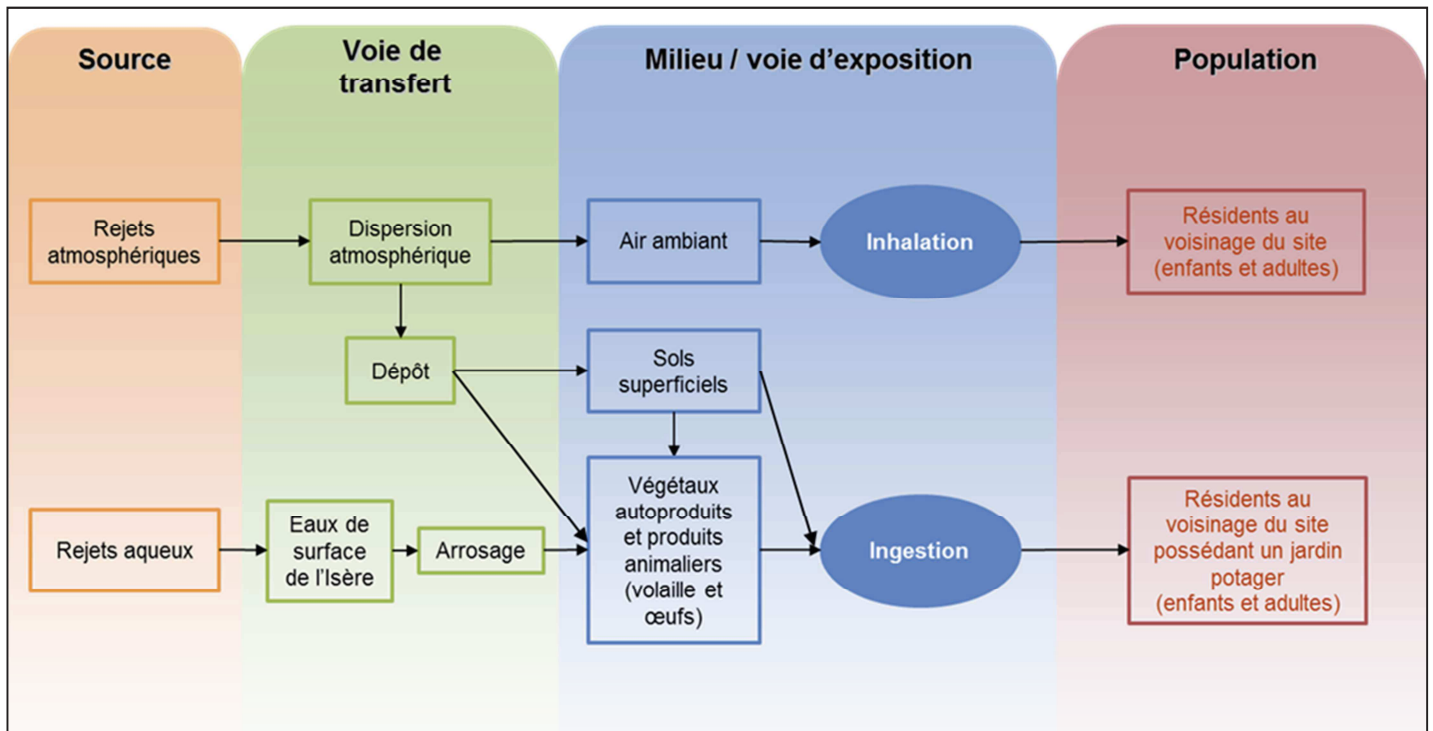 Source
Voie de
transfert
Milieu / voie d'exposition
Population
Rejets
atmosphériques
Dispersion
atmosphérique
Air ambiant
Inhalation
Résidents au
voisinage du site
(enfants et adultes)
Dépôt
Sols
superficiels
Rejets aqueux
Eaux de
surface
de l'Isère
Arrosage
Végétaux
autoproduits
et produits
animaliers
(volaille et
œufs)
Ingestion
Résidents au
voisinage du site
possédant un jardin
potager
(enfants et adultes)